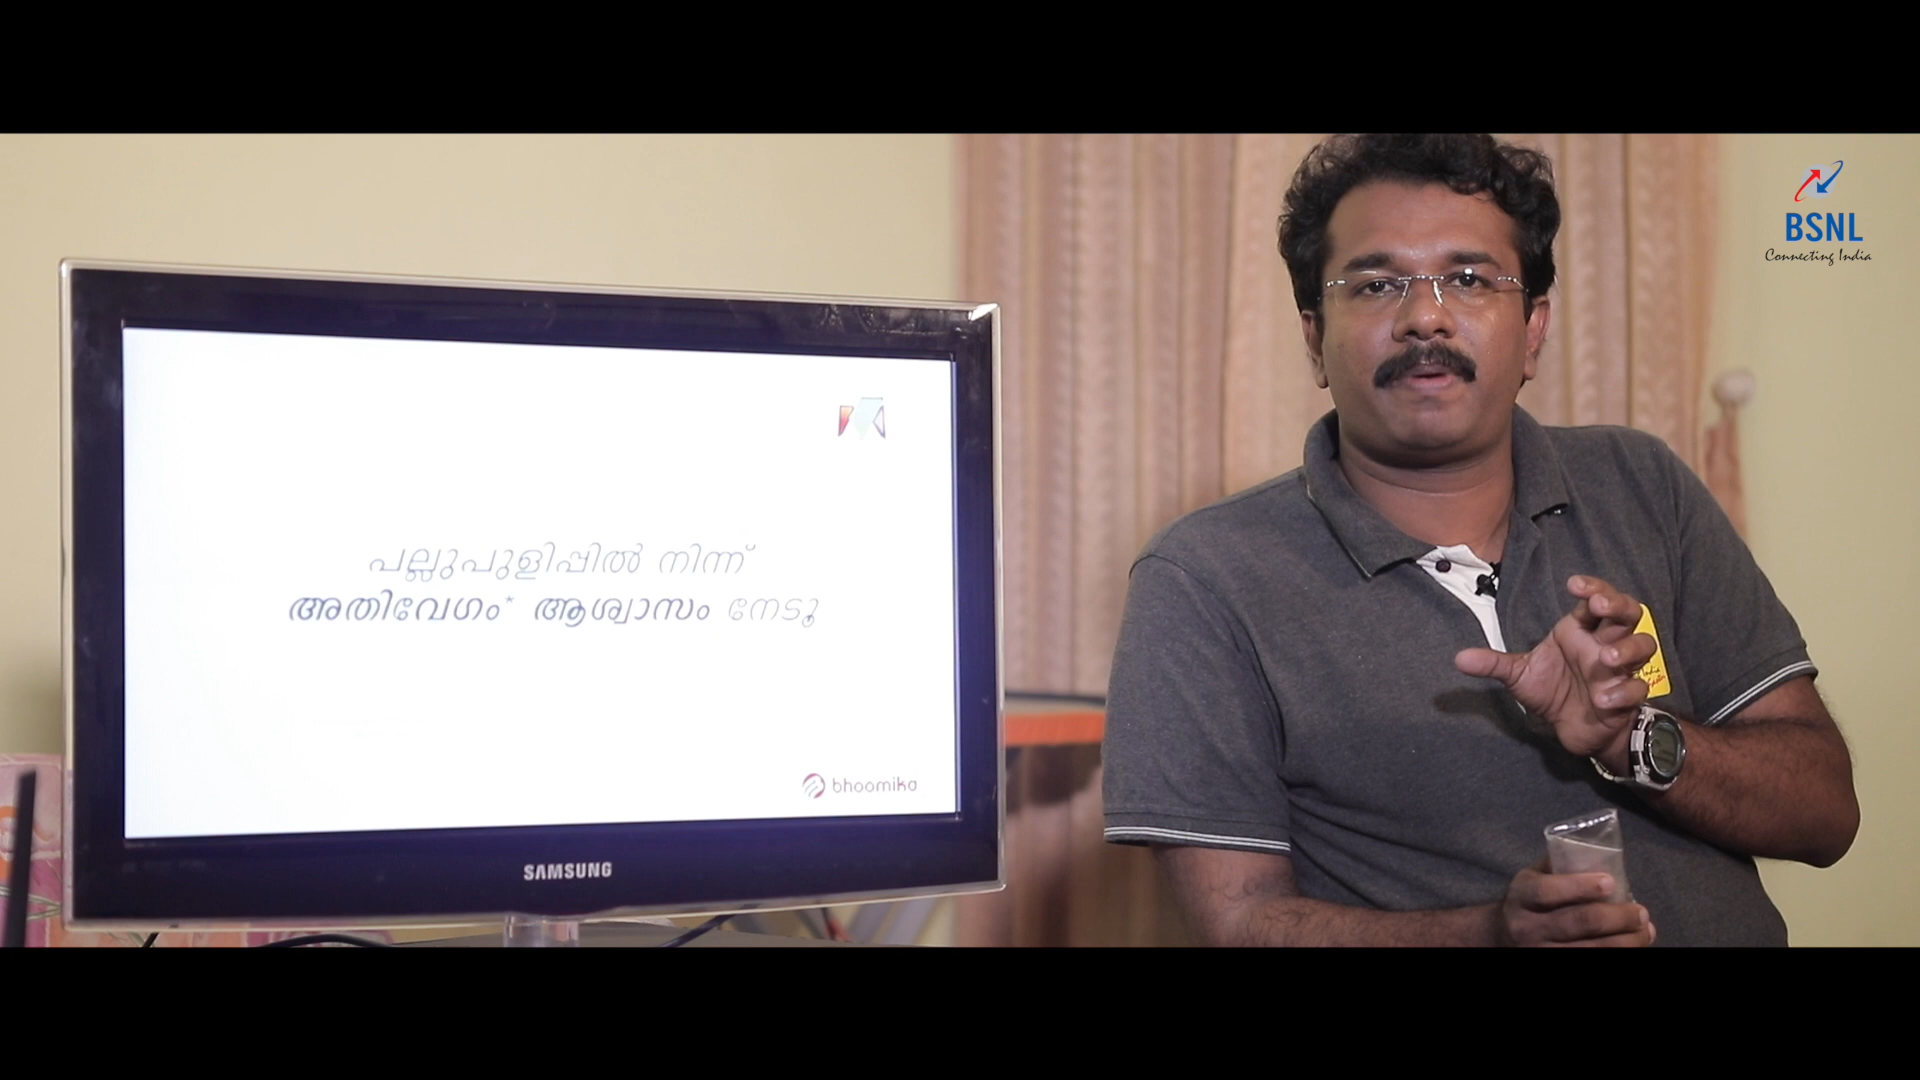 BSNL
Connecting India
പല്ലുപുളിപ്പിൽ നിന്ന്
അതിവേഗം* ആശ്വാസം നേടൂ
bhoomika
SAMSUNG